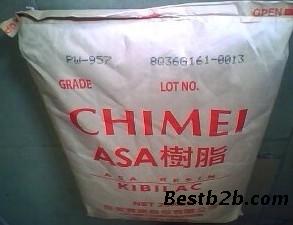 OPEN
PW-957 8Q36G161-0013
GRADE LOT NO.
CHIMEI
ASA樹脂
ASA RESIN
KIBILAC
NET
Bestb2b.com